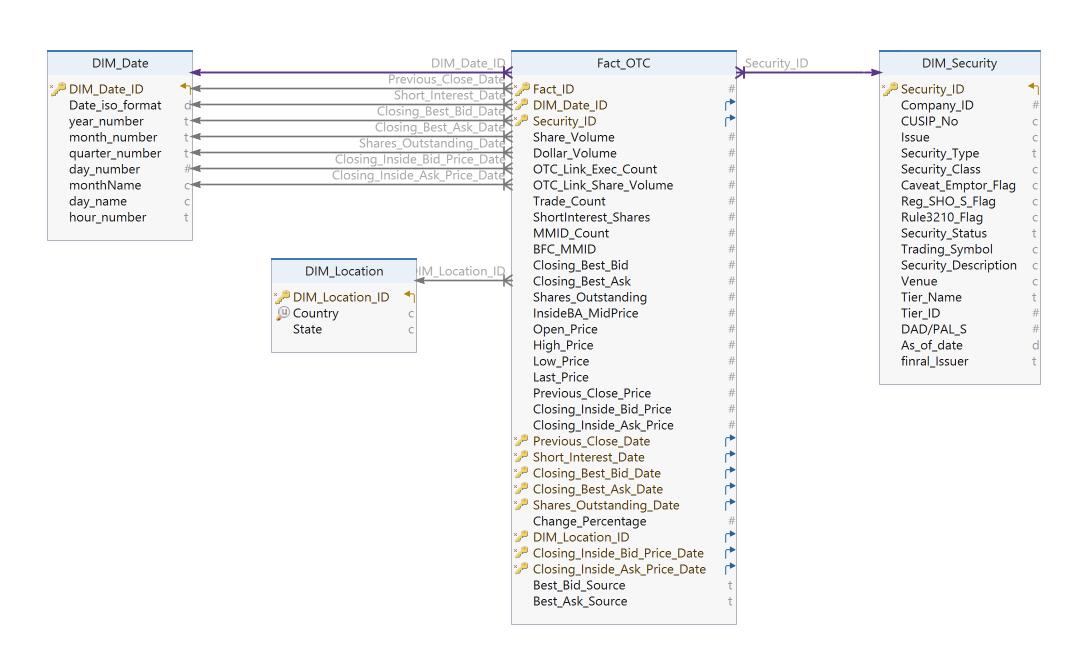 DIM_Date
DIM_Date_ID
Date_iso_format d
year_number t
month_number t
quarter_number t
day_number #
monthName c
day_name c
hour_number t
DIM_Date_ID
Previous_Close_Date
Short_Interest_Date
Closing_Best_Bid_Date
Closing_Best_Ask_Date
Shares_Outstanding_Date
Closing_Inside_Bid_Price_Date
Closing_Inside_Ask_Price_Date
DIM_Location
DIM_Location_ID
Country c
State c
IM_Location_ID
Fact_OTC
Fact_ID #
DIM_Date_ID
Security_ID
Share_Volume #
Dollar_Volume #
OTC_Link_Exec_Count #
OTC_Link_Share_Volume #
Trade_Count #
ShortInterest_Shares #
MMID_Count #
BFC_MMID #
Closing_Best_Bid #
Closing_Best_Ask #
Shares_Outstanding #
InsideBA_MidPrice #
Open_Price #
High_Price #
Low_Price #
Last_Price #
Previous_Close_Price #
Closing_Inside_Bid_Price #
Closing_Inside_Ask_Price #
Previous_Close_Date
Short_Interest_Date
Closing_Best_Bid_Date
Closing_Best_Ask_Date
Shares_Outstanding_Date
Change_Percentage #
DIM_Location_ID
Closing_Inside_Bid_Price_Date
Closing_Inside_Ask_Price_Date
Best_Bid_Source t
Best_Ask_Source t
Security_ID
DIM_Security
Security_ID
Company_ID #
CUSIP_No c
Issue c
Security_Type t
Security_Class c
Caveat_Emptor_Flag c
Reg_SHO_S_Flag c
Rule3210_Flag c
Security_Status t
Trading_Symbol c
Security_Description c
Venue c
Tier_Name t
Tier_ID #
DAD/PAL_S #
As_of_date d
finral_Issuer t